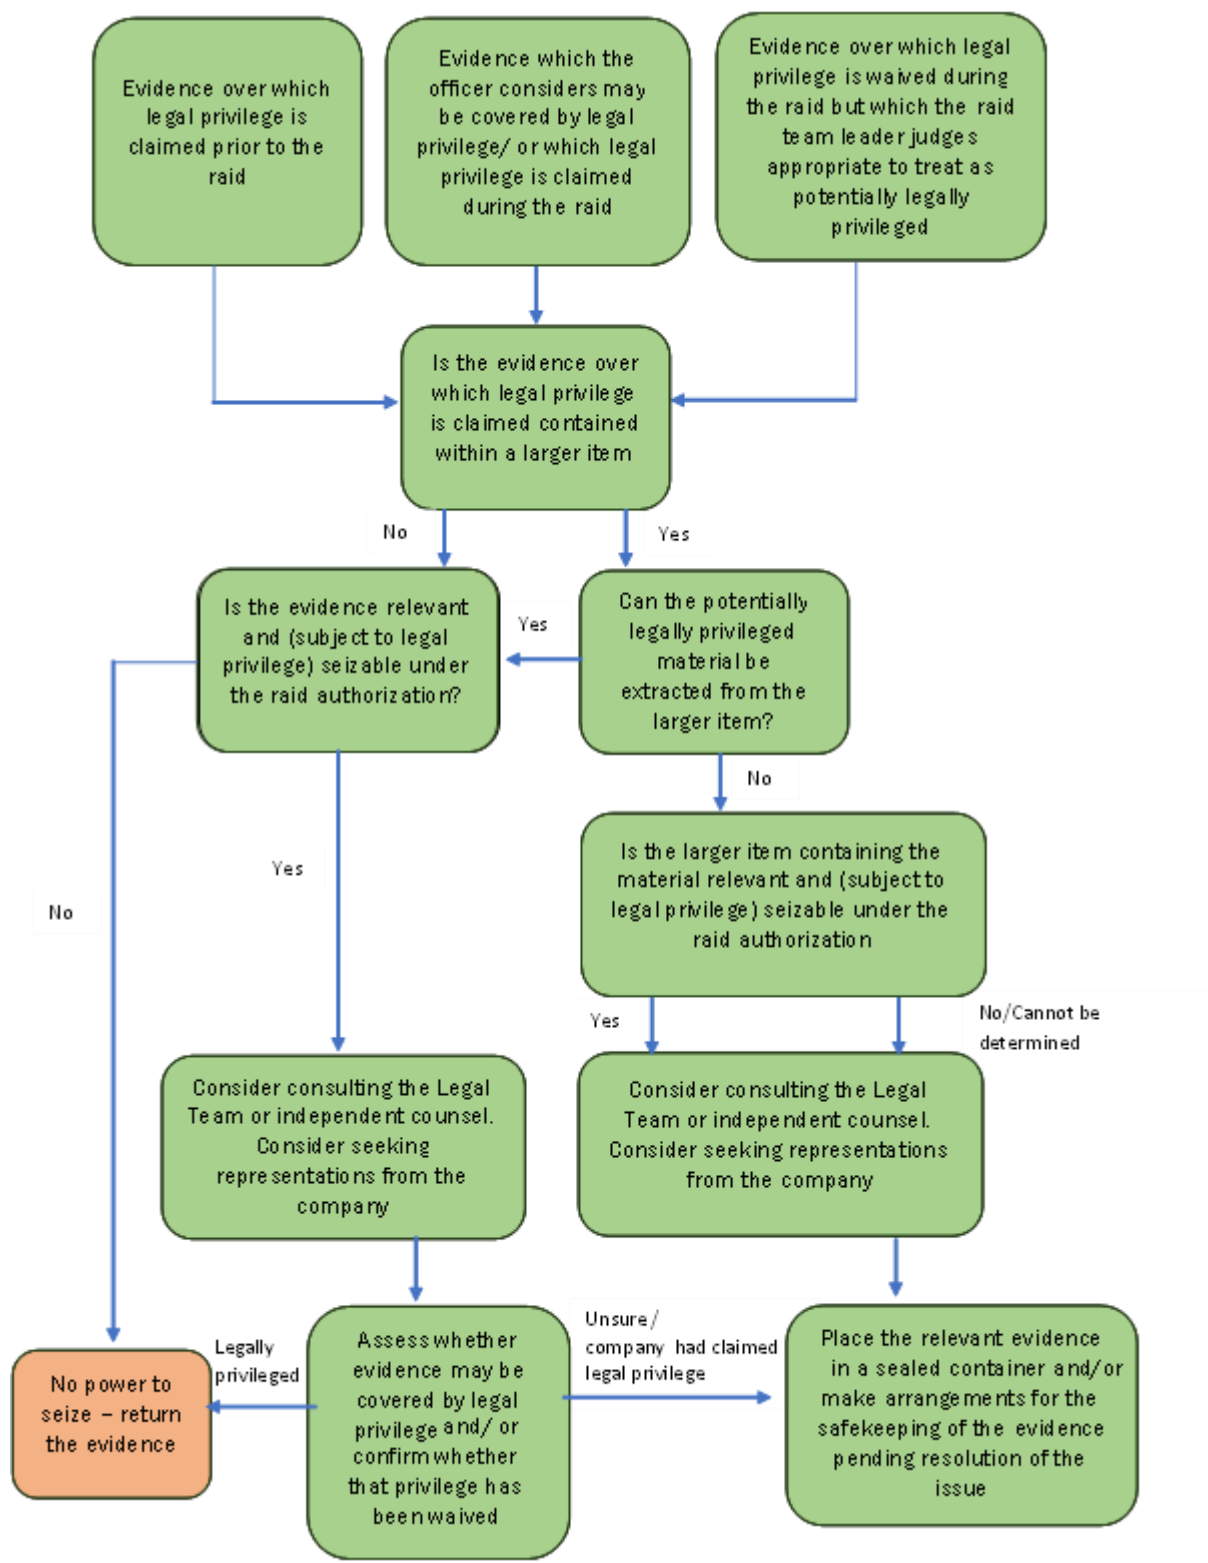 Evidence over which
legal privilege is
claimed prior to the
raid
Evidence which the
officer considers may
be covered by legal
privilege/ or which legal
privilege is claimed
during the raid
Evidence over which legal
privilege is waived during
the raid but which the raid
team leader judges
appropriate to treat as
potentially legally
privileged
Is the evidence over
which legal privilege
is claimed contained
within a larger item
No
Yes
Is the evidence relevant
and (subject to legal
privilege) seizable under
the raid authorization?
Yes
Can the potentially
legally privileged
material be
extracted from the
larger item?
No
Is the larger item containing the
material relevant and (subject to
legal privilege) seizable under the
raid authorization
Yes
No
Yes
No/Cannot be
determined
Consider consulting the Legal
Team or independent counsel.
Consider seeking
representations from the
company
Consider consulting the Legal
Team or independent counsel.
Consider seeking representations
from the company
No power to
seize – return
the evidence
Legally
privileged
Assess whether
evidence may be
covered by legal
privilege and/ or
confirm whether
that privilege has
been waived
Unsure/
company had claimed
legal privilege
Place the relevant evidence
in a sealed container and/or
make arrangements for the
safekeeping of the evidence
pending resolution of the
issue